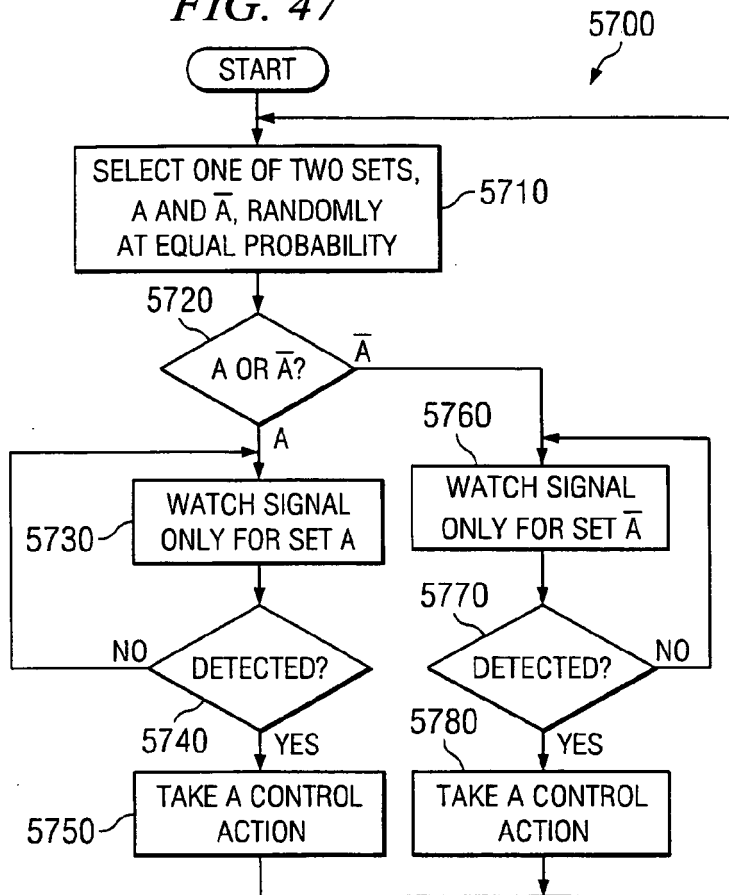 FIG. 47
5700
START
SELECT ONE OF TWO SETS,
A AND A̅, RANDOMLY
AT EQUAL PROBABILITY
5710
5720
A OR A̅?
A̅
A
5760
WATCH SIGNAL
ONLY FOR SET A
5730
WATCH SIGNAL
ONLY FOR SET A̅
5770
NO
DETECTED?
DETECTED?
NO
5740
YES
5780
YES
TAKE A CONTROL
ACTION
5750
TAKE A CONTROL
ACTION